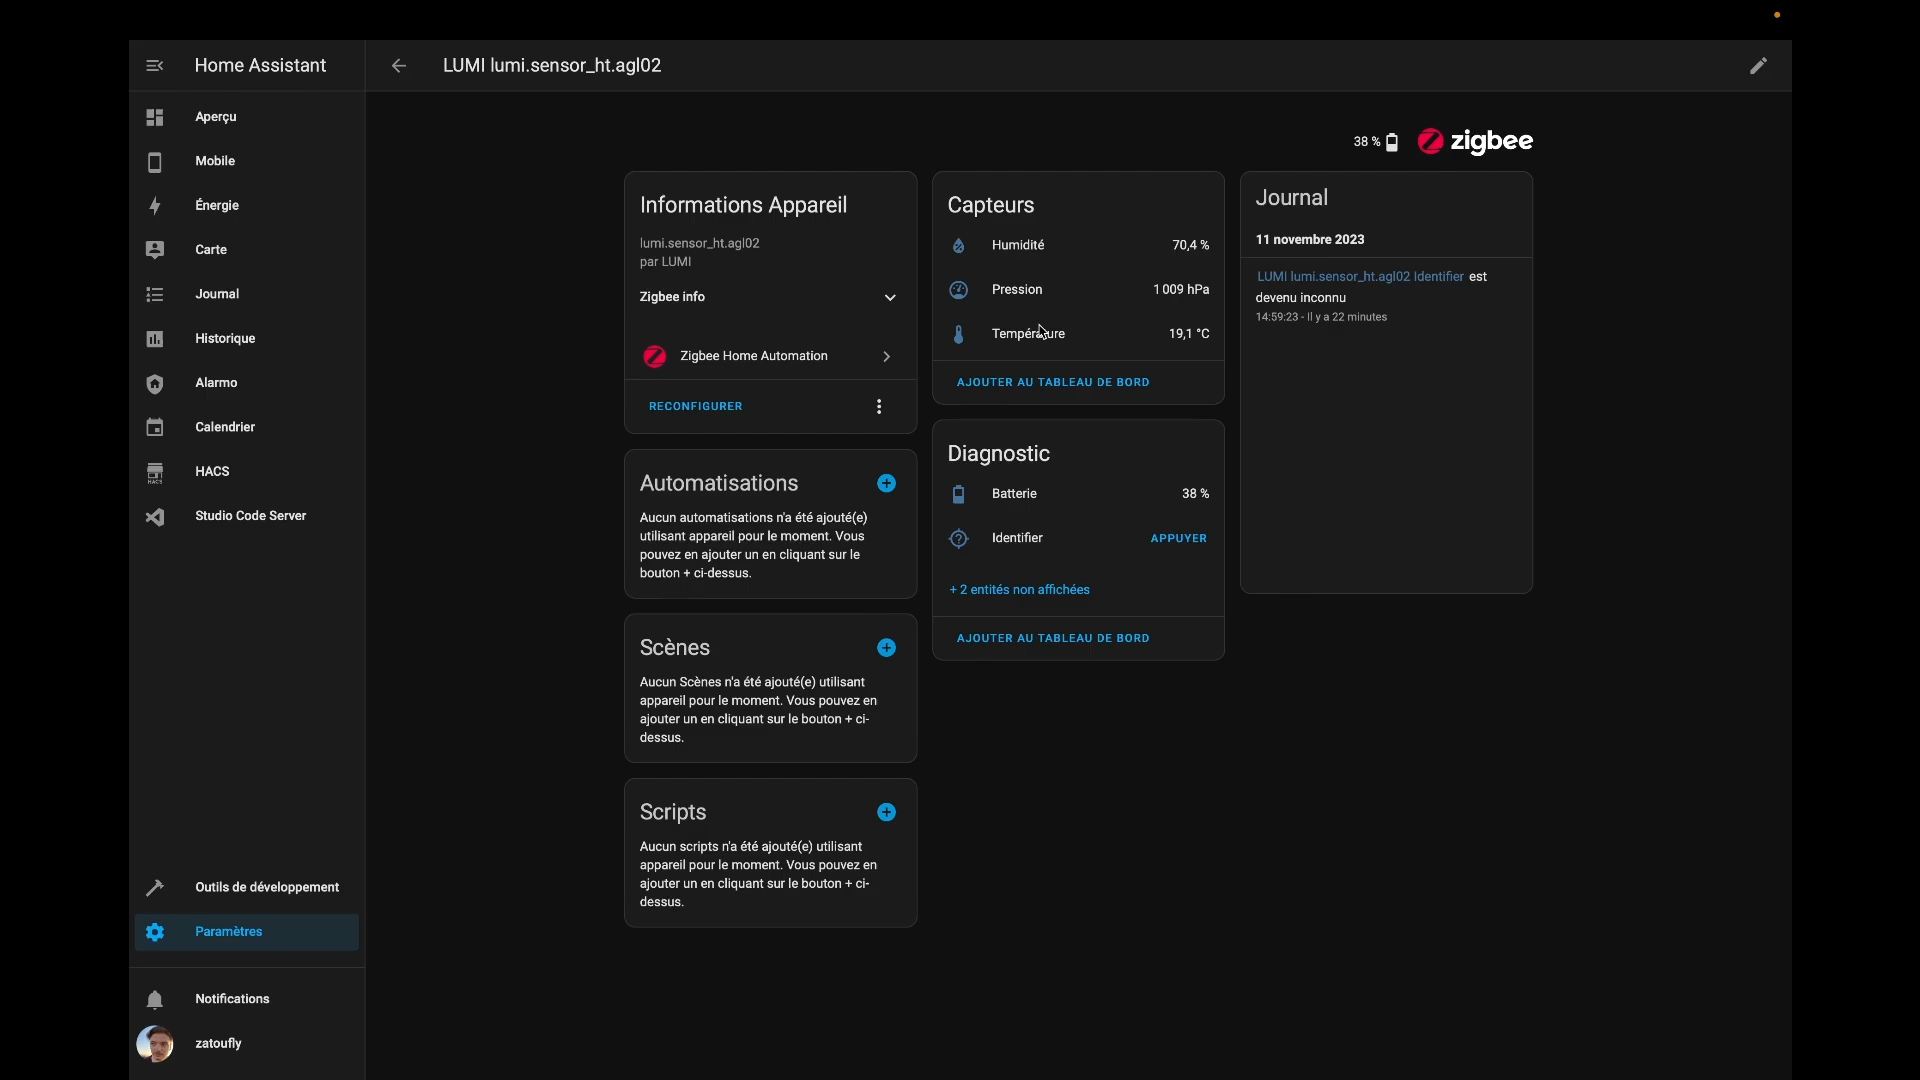 Home Assistant
LUMI lumi.sensor_ht.agl02
Aperçu
Mobile
Énergie
Carte
Journal
Historique
Alarmo
Calendrier
HACS
HACS
Studio Code Server
Outils de développement
Paramètres
Notifications
zatoufly
38 %
zigbee
Informations Appareil
lumi.sensor_ht.agl02
par LUMI
Zigbee info
Zigbee Home Automation
RECONFIGURER
Automatisations
Aucun automatisations n'a été ajouté(e)
utilisant appareil pour le moment. Vous
pouvez en ajouter un en cliquant sur le
bouton + ci-dessus.
Scènes
Aucun Scènes n'a été ajouté(e) utilisant
appareil pour le moment. Vous pouvez en
ajouter un en cliquant sur le bouton + ci-
dessus.
Scripts
Aucun scripts n'a été ajouté(e) utilisant
appareil pour le moment. Vous pouvez en
ajouter un en cliquant sur le bouton + ci-
dessus.
Capteurs
Humidité 70,4 %
Pression 1 009 hPa
Température 19,1 °C
AJOUTER AU TABLEAU DE BORD
Diagnostic
Batterie 38 %
Identifier APPUYER
+ 2 entités non affichées
AJOUTER AU TABLEAU DE BORD
Journal
11 novembre 2023
LUMI lumi.sensor_ht.agl02 Identifier est
devenu inconnu
14:59:23 - Il y a 22 minutes